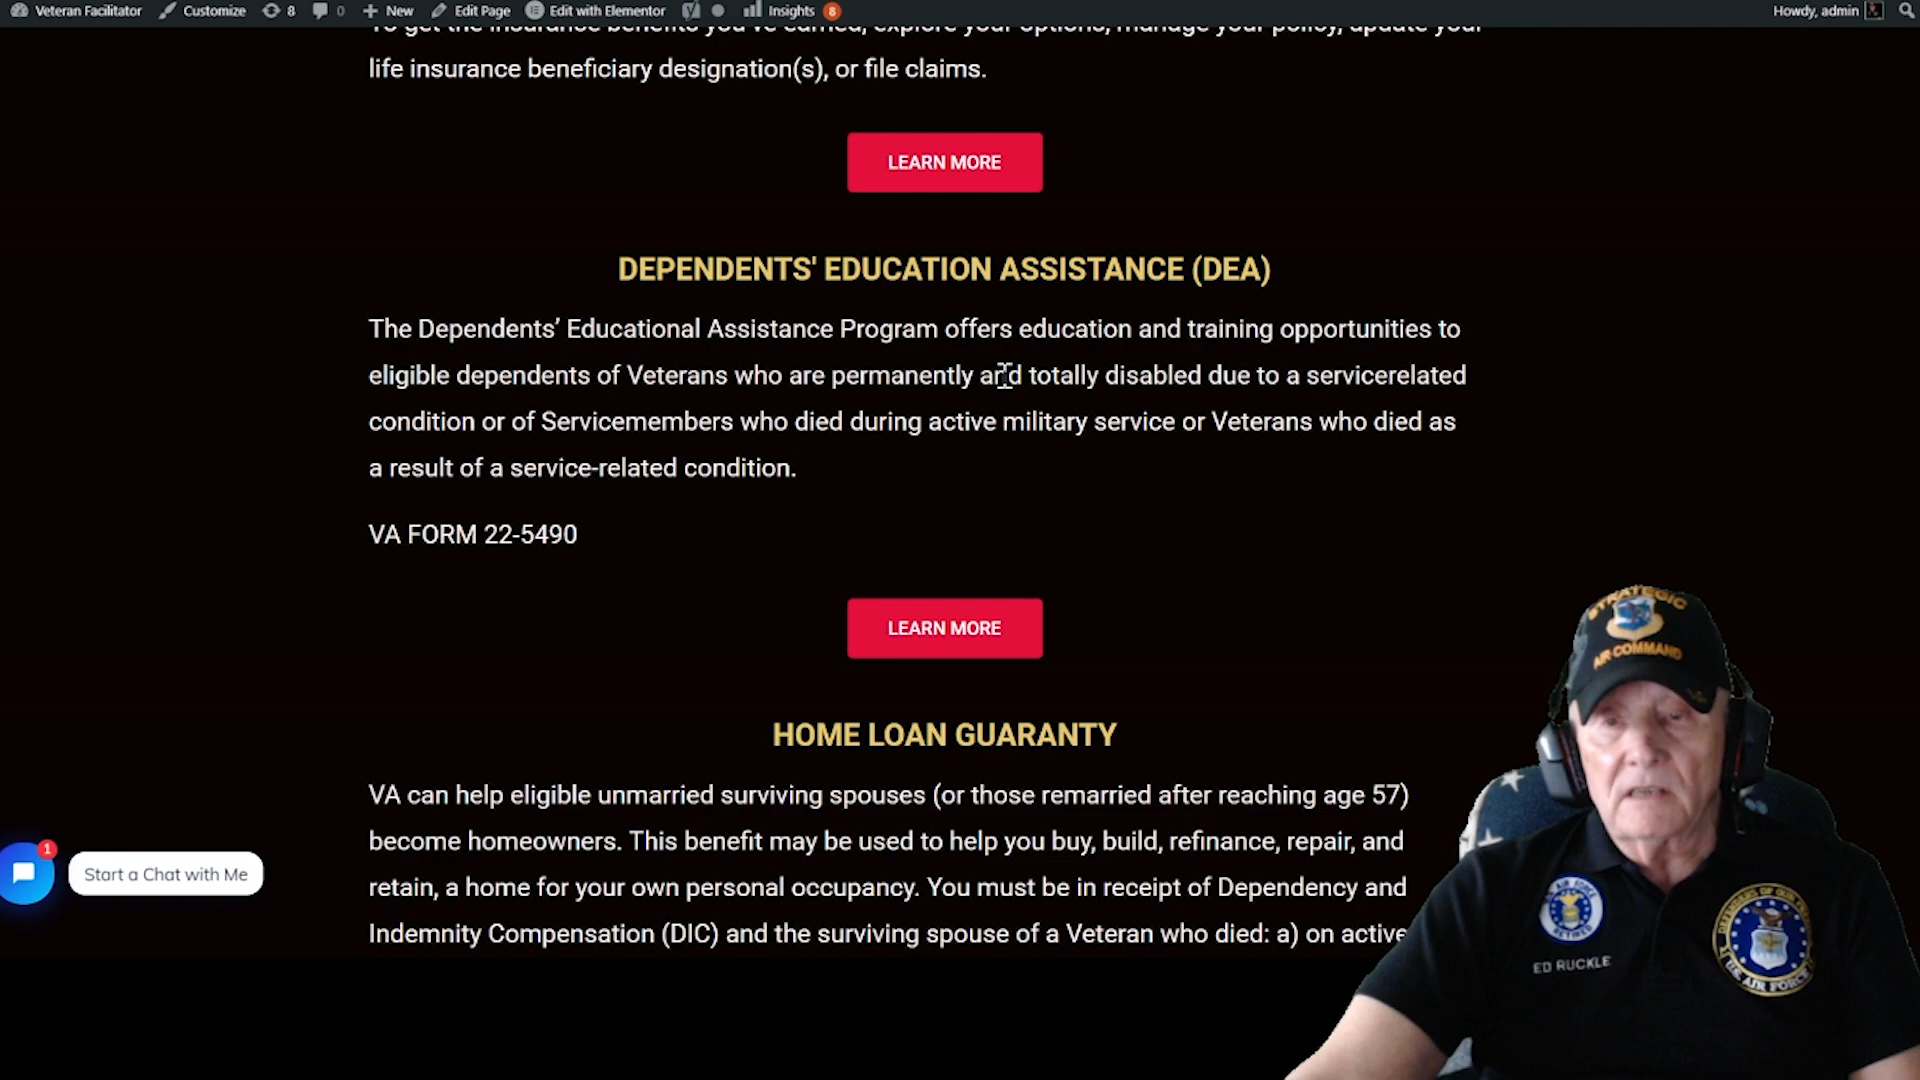 Veteran Facilitator Customize 8 0 New Edit Page Edit with Elementor Insights 8 Howdy, admin
To get the insurance benefits you've earned, explore your options, manage your policy, update your
life insurance beneficiary designation(s), or file claims.
LEARN MORE
DEPENDENTS' EDUCATION ASSISTANCE (DEA)
The Dependents’ Educational Assistance Program offers education and training opportunities to
eligible dependents of Veterans who are permanently and totally disabled due to a servicerelated
condition or of Servicemembers who died during active military service or Veterans who died as
a result of a service-related condition.
VA FORM 22-5490
LEARN MORE
HOME LOAN GUARANTY
VA can help eligible unmarried surviving spouses (or those remarried after reaching age 57)
become homeowners. This benefit may be used to help you buy, build, refinance, repair, and
retain, a home for your own personal occupancy. You must be in receipt of Dependency and
Indemnity Compensation (DIC) and the surviving spouse of a Veteran who died: a) on active
1
Start a Chat with Me
STRATEGIC
AIR COMMAND
U.S. AIR FORCE
RETIRED
ED RUCKLE
U.S. AIR FORCE